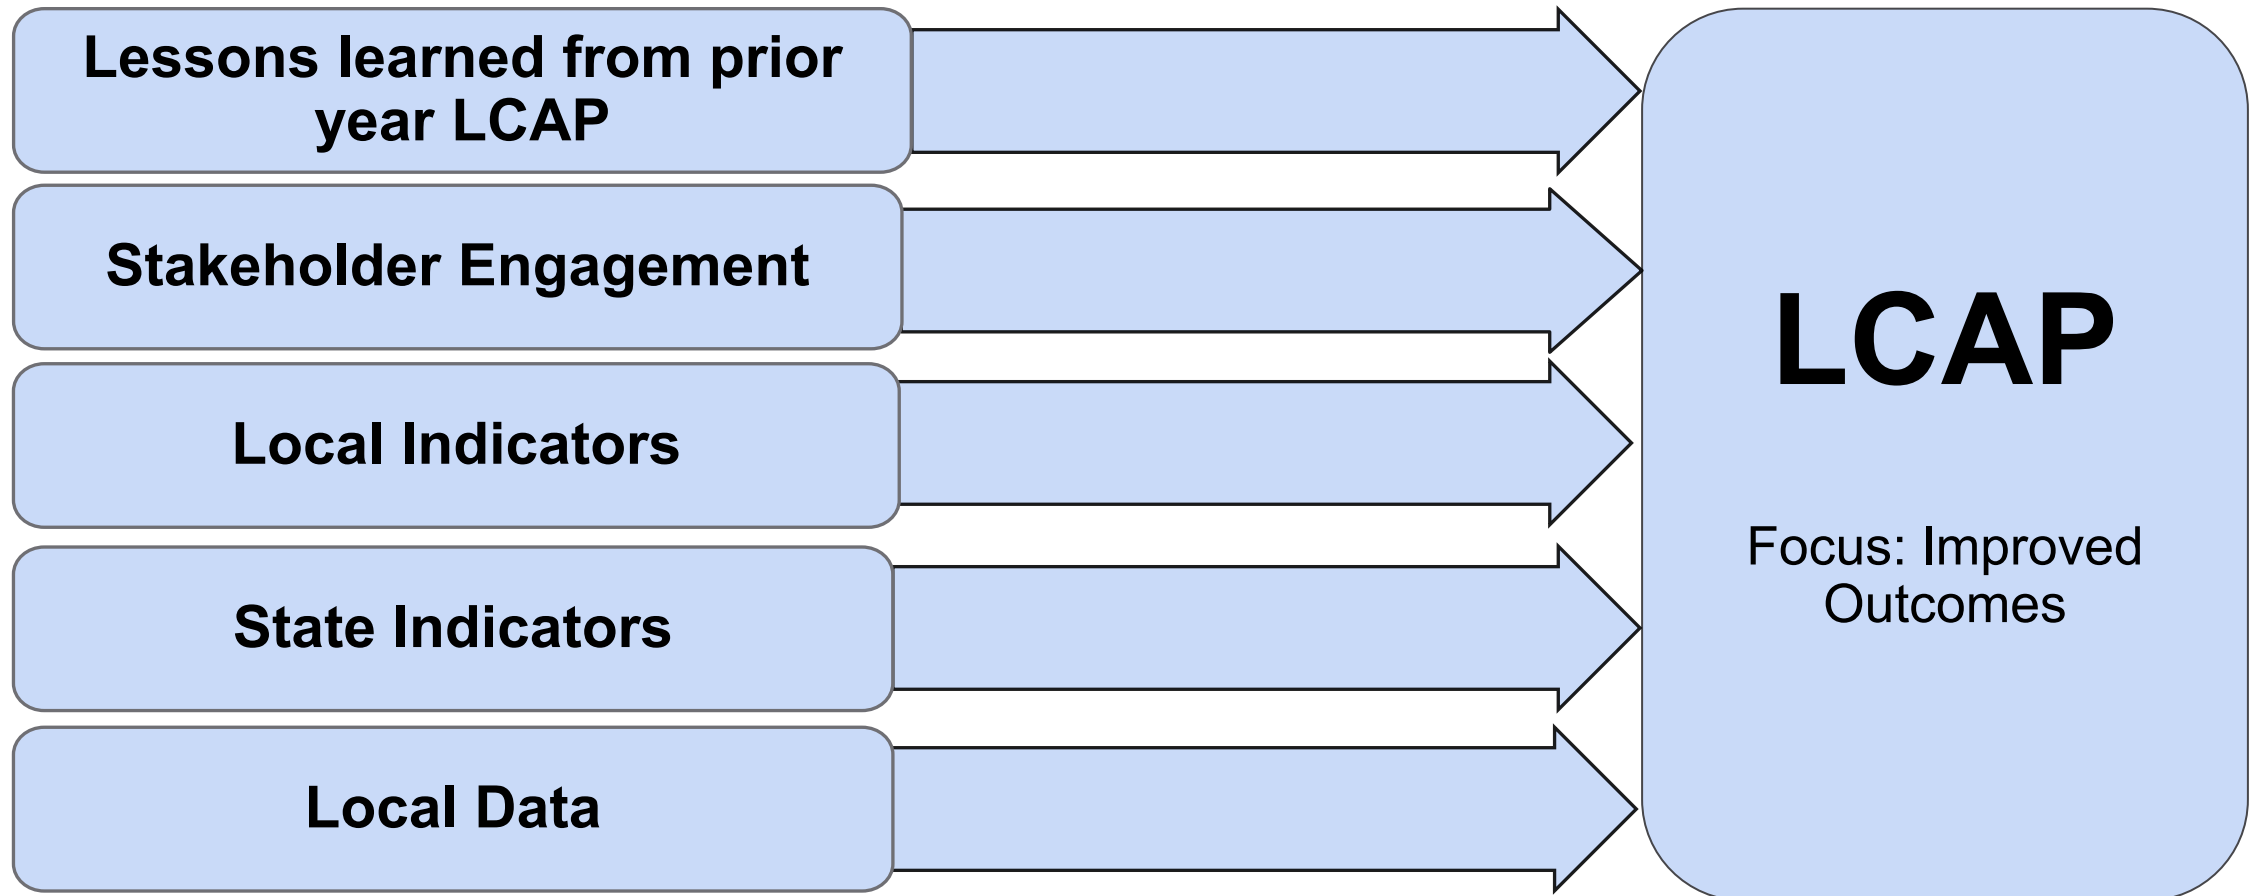 Lessons learned from prior
year LCAP
Stakeholder Engagement
Local Indicators
State Indicators
Local Data
LCAP
Focus: Improved
Outcomes